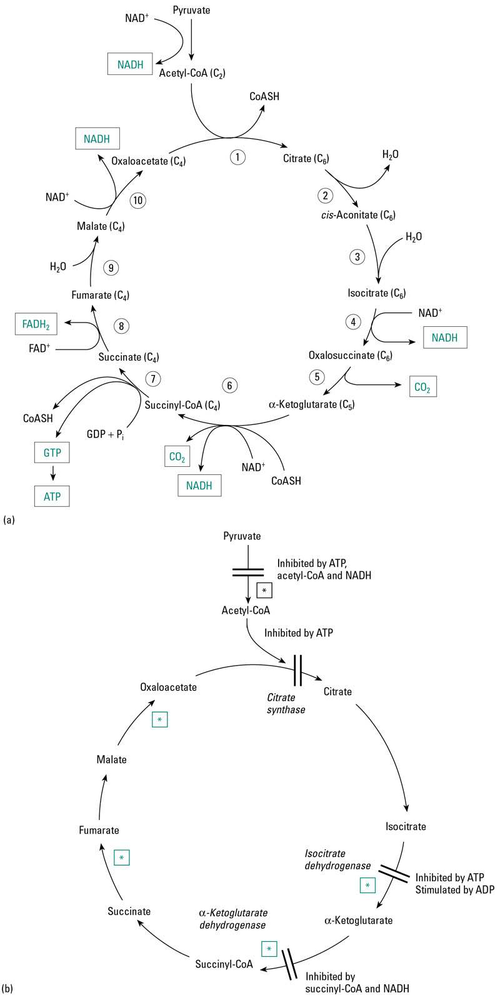 Pyruvate
NAD⁺
NADH
Acetyl-CoA (C₂)
CoASH
NADH
Oxaloacetate (C₄)
1
Citrate (C₆)
H₂O
NAD⁺
10
2
cis-Aconitate (C₆)
Malate (C₄)
H₂O
3
H₂O
9
Isocitrate (C₆)
Fumarate (C₄)
NAD⁺
4
FADH₂
8
NADH
FAD⁺
Succinate (C₄)
Oxalosuccinate (C₆)
5
7
6
CO₂
Succinyl-CoA (C₄)
α-Ketoglutarate (C₅)
CoASH
GDP + Pᵢ
GTP
CO₂
NAD⁺
CoASH
NADH
ATP
(a)
Pyruvate
Inhibited by ATP,
acetyl-CoA and NADH
*
Acetyl-CoA
Inhibited by ATP
Oxaloacetate
Citrate
Citrate
synthase
*
Malate
Isocitrate
Fumarate
Isocitrate
dehydrogenase
*
Inhibited by ATP
Stimulated by ADP
*
Succinate
α-Ketoglutarate
dehydrogenase
α-Ketoglutarate
*
Succinyl-CoA
Inhibited by
succinyl-CoA and NADH
(b)